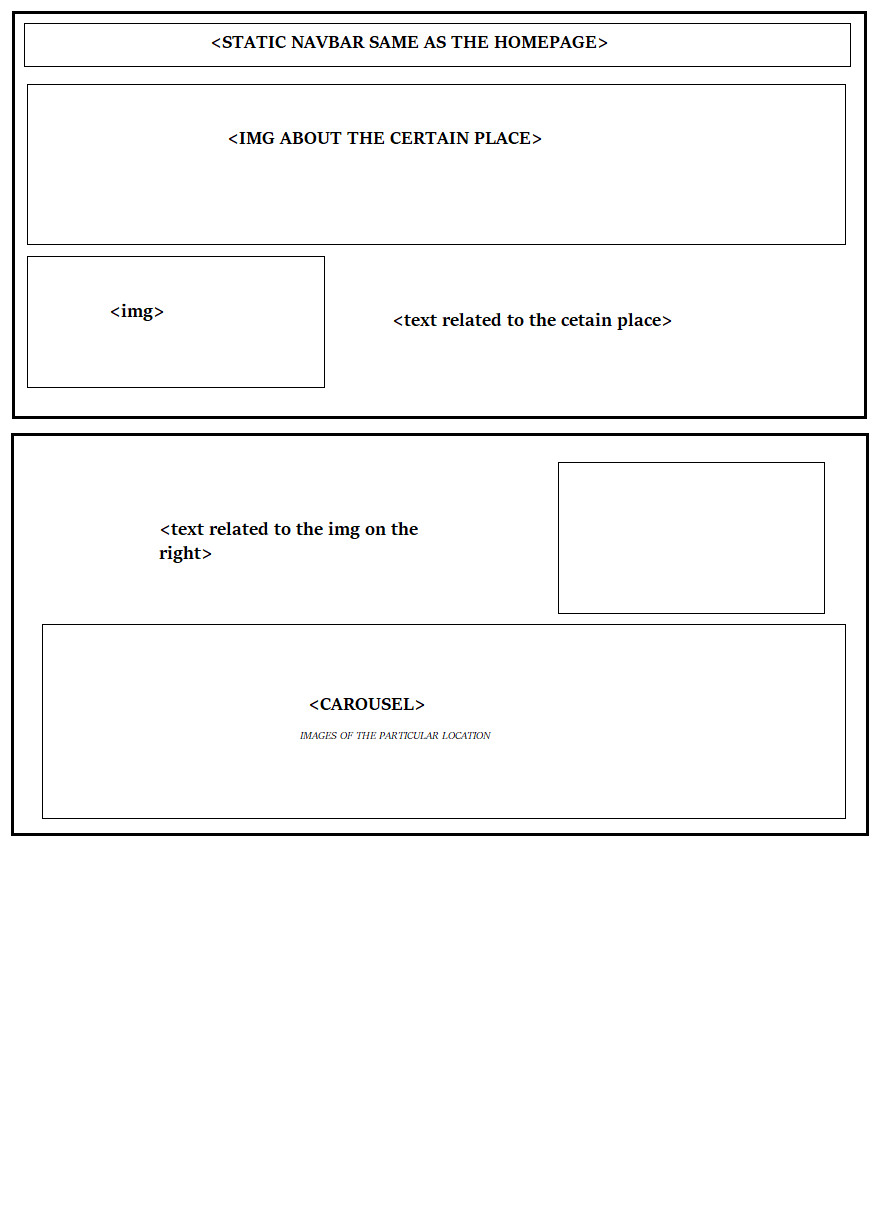 <STATIC NAVBAR SAME AS THE HOMEPAGE>
<IMG ABOUT THE CERTAIN PLACE>
<img>
<text related to the cetain place>
<text related to the img on the
right>
<CAROUSEL>
IMAGES OF THE PARTICULAR LOCATION